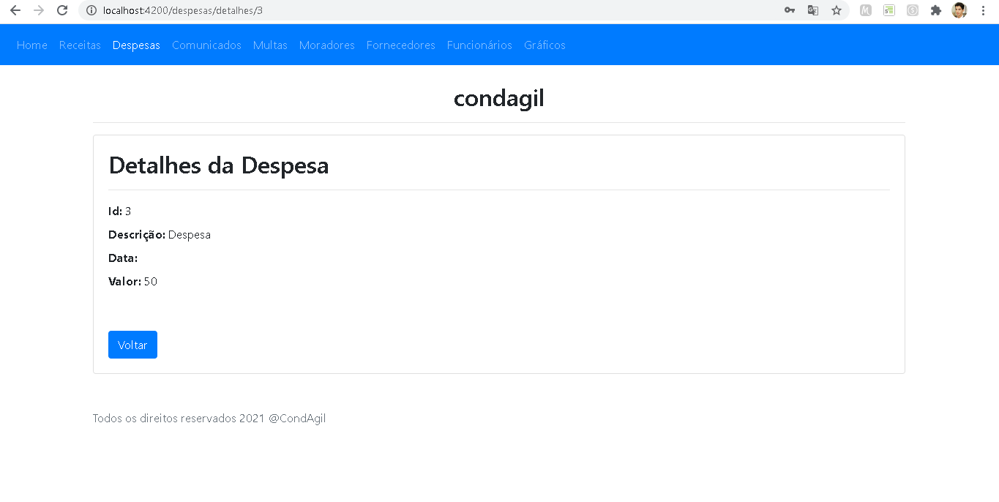 localhost:4200/despesas/detalhes/3
Home Receitas Despesas Comunicados Multas Moradores Fornecedores Funcionários Gráficos
condagil
Detalhes da Despesa
Id: 3
Descrição: Despesa
Data:
Valor: 50
Voltar
Todos os direitos reservados 2021 @CondAgil